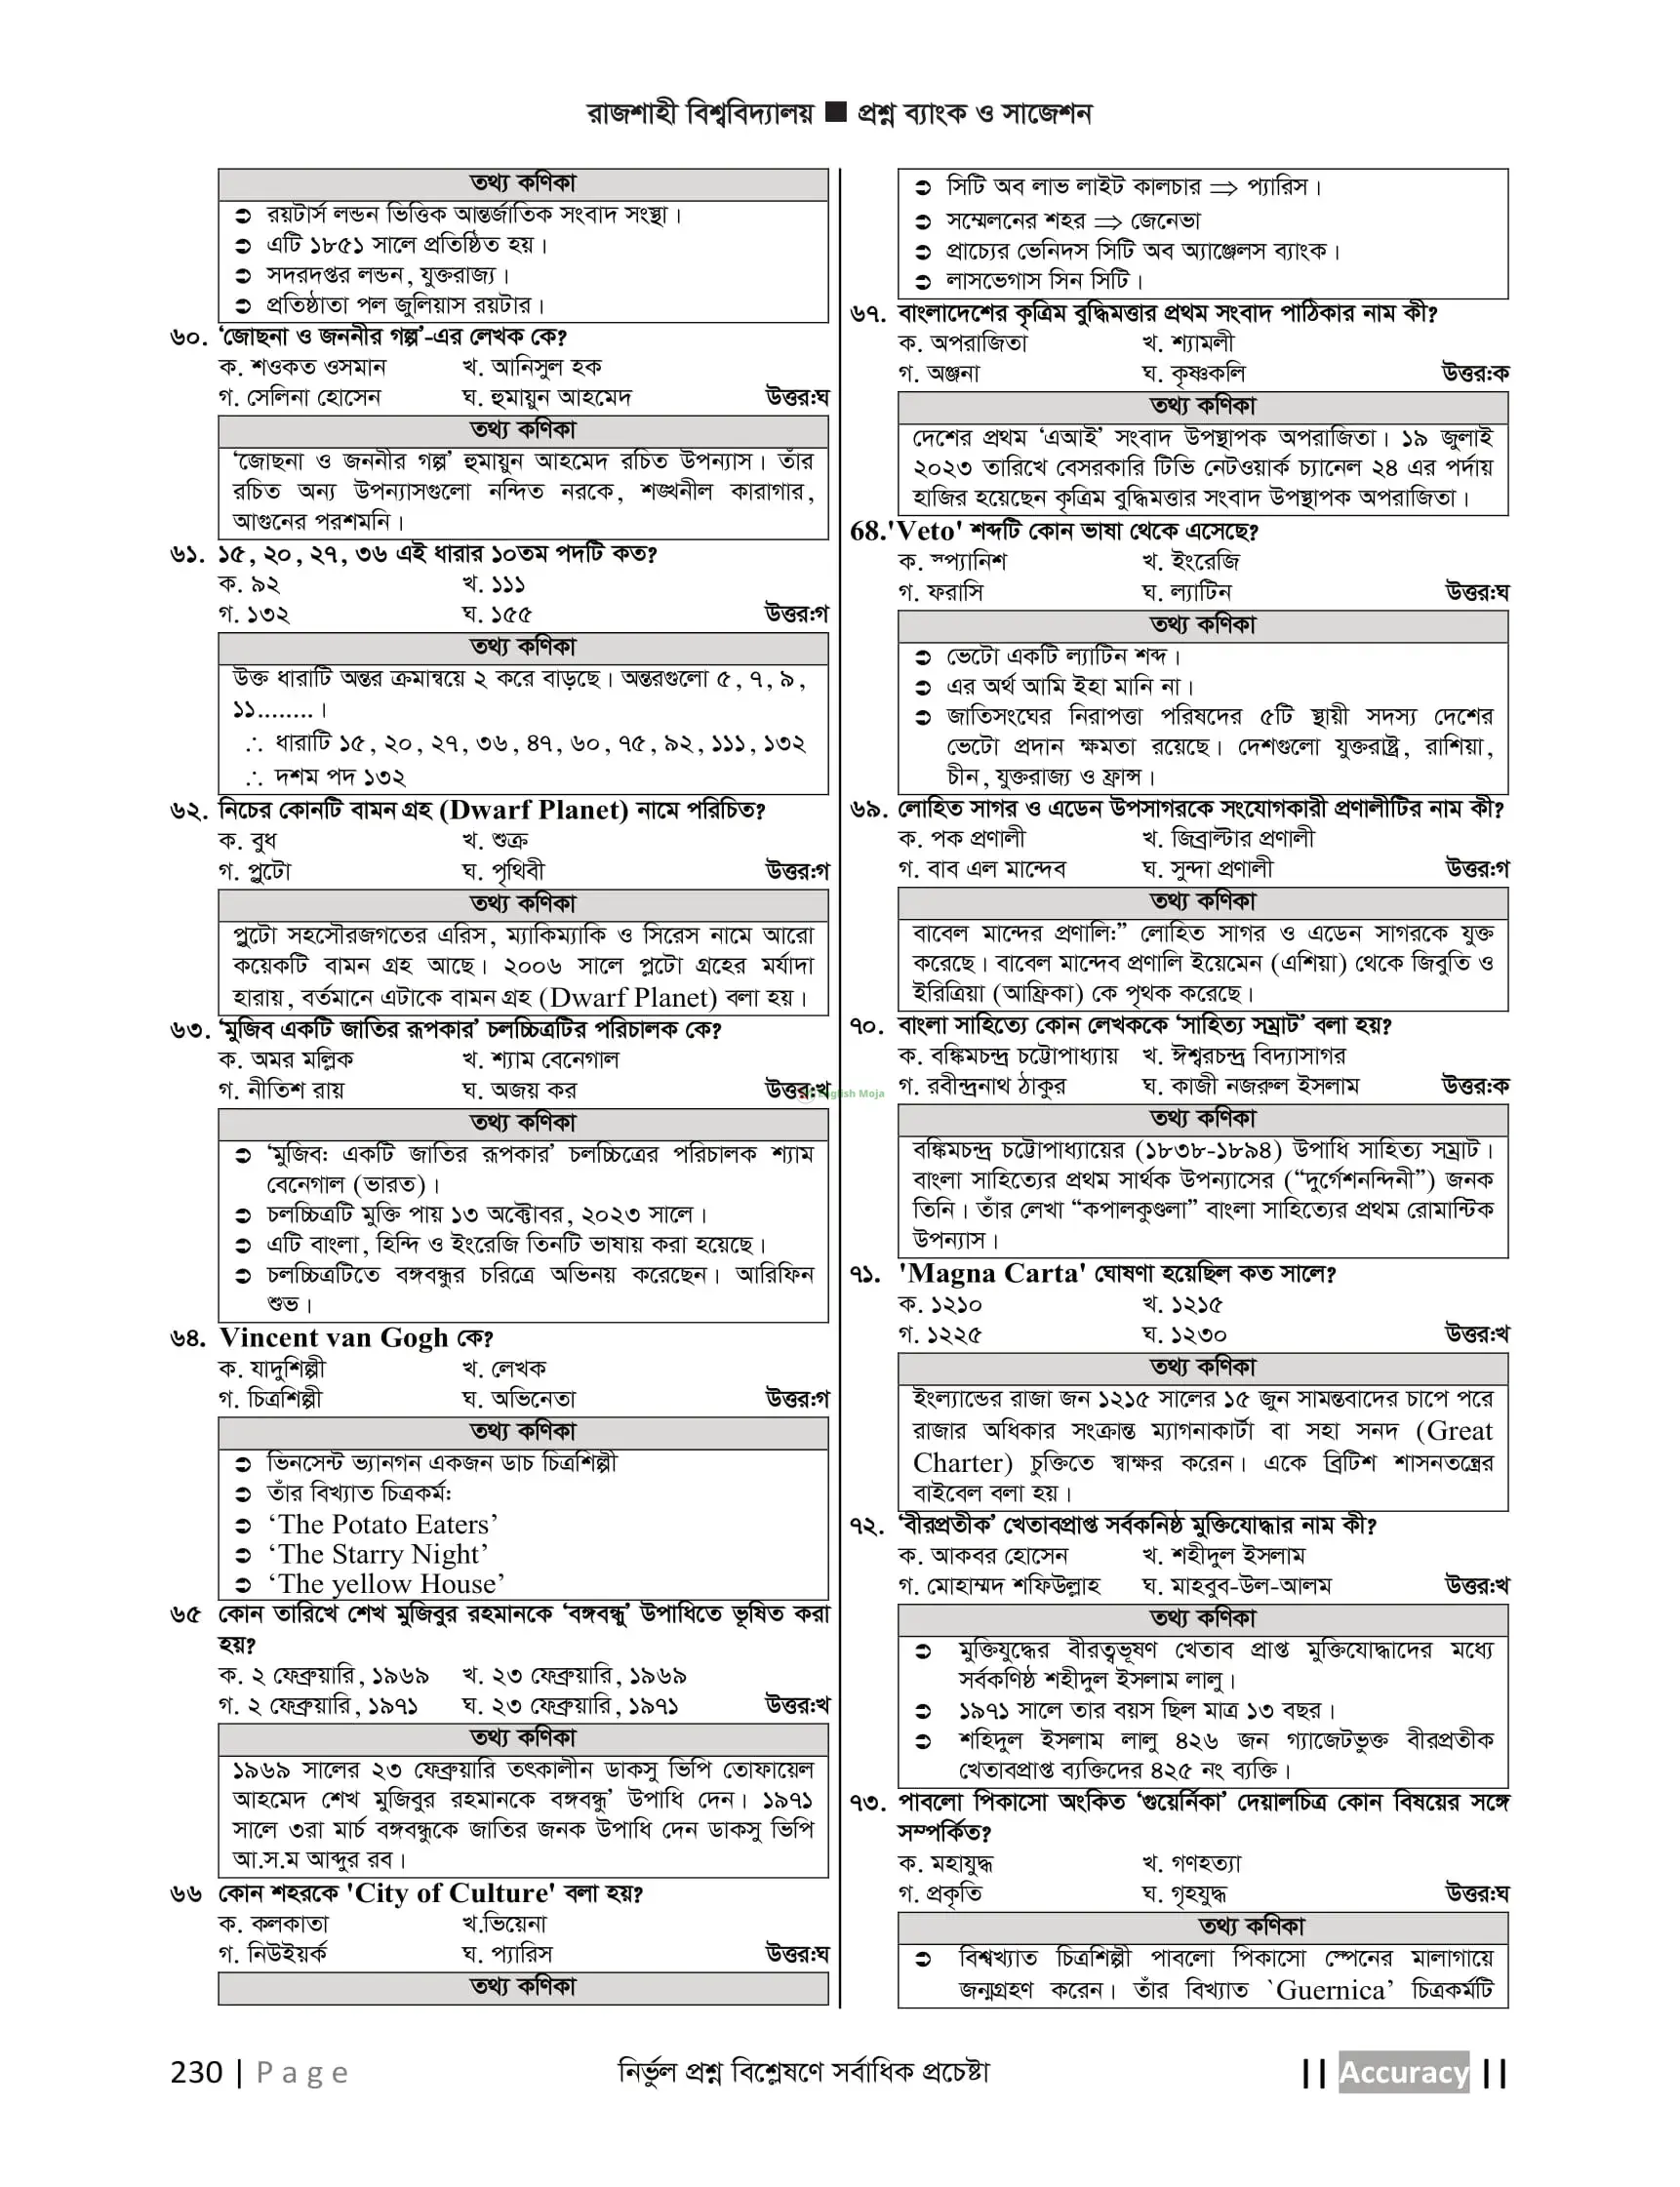 রাজশাহী বিশ্ববিদ্যালয় ■ প্রশ্ন ব্যাংক ও সাজেশন
তথ্য কণিকা
➲ রয়টার্স লন্ডন ভিত্তিক আন্তর্জাতিক সংবাদ সংস্থা।
➲ এটি ১৮৫১ সালে প্রতিষ্ঠিত হয়।
➲ সদরদপ্তর লন্ডন, যুক্তরাজ্য।
➲ প্রতিষ্ঠাতা পল জুলিয়াস রয়টার।
৬০. ‘জোছনা ও জননীর গল্প’-এর লেখক কে?
ক. শওকত ওসমান খ. আনিসুল হক
গ. সেলিনা হোসেন ঘ. হুমায়ুন আহমেদ উত্তর:ঘ
তথ্য কণিকা
‘জোছনা ও জননীর গল্প’ হুমায়ুন আহমেদ রচিত উপন্যাস। তাঁর
রচিত অন্য উপন্যাসগুলো নন্দিত নরকে, শঙ্খনীল কারাগার,
আগুনের পরশমনি।
৬১. ১৫, ২০, ২৭, ৩৬ এই ধারার ১০তম পদটি কত?
ক. ৯২ খ. ১১১
গ. ১৩২ ঘ. ১৫৫ উত্তর:গ
তথ্য কণিকা
উক্ত ধারাটি অন্তর ক্রমান্বয়ে ২ করে বাড়ছে। অন্তরগুলো ৫, ৭, ৯,
১১........।
∴ ধারাটি ১৫, ২০, ২৭, ৩৬, ৪৭, ৬০, ৭৫, ৯২, ১১১, ১৩২
∴ দশম পদ ১৩২
৬২. নিচের কোনটি বামন গ্রহ (Dwarf Planet) নামে পরিচিত?
ক. বুধ খ. শুক্র
গ. প্লুটো ঘ. পৃথিবী উত্তর:গ
তথ্য কণিকা
প্লুটো সহসৌরজগতের এরিস, ম্যাকিম্যাকি ও সিরেস নামে আরো
কয়েকটি বামন গ্রহ আছে। ২০০৬ সালে প্লুটো গ্রহের মর্যাদা
হারায়, বর্তমানে এটাকে বামন গ্রহ (Dwarf Planet) বলা হয়।
৬৩. ‘মুজিব একটি জাতির রূপকার’ চলচ্চিত্রটির পরিচালক কে?
ক. অমর মল্লিক খ. শ্যাম বেনেগাল
গ. নীতিশ রায় ঘ. অজয় কর উত্তর:খ
তথ্য কণিকা
➲ ‘মুজিব: একটি জাতির রূপকার’ চলচ্চিত্রের পরিচালক শ্যাম
বেনেগাল (ভারত)।
➲ চলচ্চিত্রটি মুক্তি পায় ১৩ অক্টোবর, ২০২৩ সালে।
➲ এটি বাংলা, হিন্দি ও ইংরেজি তিনটি ভাষায় করা হয়েছে।
➲ চলচ্চিত্রটিতে বঙ্গবন্ধুর চরিত্রে অভিনয় করেছেন। আরিফিন
শুভ।
৬৪. Vincent van Gogh কে?
ক. যাদুশিল্পী খ. লেখক
গ. চিত্রশিল্পী ঘ. অভিনেতা উত্তর:গ
তথ্য কণিকা
➲ ভিনসেন্ট ভ্যানগন একজন ডাচ চিত্রশিল্পী
➲ তাঁর বিখ্যাত চিত্রকর্ম:
➲ ‘The Potato Eaters’
➲ ‘The Starry Night’
➲ ‘The yellow House’
৬৫ কোন তারিখে শেখ মুজিবুর রহমানকে ‘বঙ্গবন্ধু’ উপাধিতে ভূষিত করা
হয়?
ক. ২ ফেব্রুয়ারি, ১৯৬৯ খ. ২৩ ফেব্রুয়ারি, ১৯৬৯
গ. ২ ফেব্রুয়ারি, ১৯৭১ ঘ. ২৩ ফেব্রুয়ারি, ১৯৭১ উত্তর:খ
তথ্য কণিকা
১৯৬৯ সালের ২৩ ফেব্রুয়ারি তৎকালীন ডাকসু ভিপি তোফায়েল
আহমেদ শেখ মুজিবুর রহমানকে বঙ্গবন্ধু’ উপাধি দেন। ১৯৭১
সালে ৩রা মার্চ বঙ্গবন্ধুকে জাতির জনক উপাধি দেন ডাকসু ভিপি
আ.স.ম আব্দুর রব।
৬৬ কোন শহরকে 'City of Culture' বলা হয়?
ক. কলকাতা খ.ভিয়েনা
গ. নিউইয়র্ক ঘ. প্যারিস উত্তর:ঘ
তথ্য কণিকা
➲ সিটি অব লাভ লাইট কালচার ⇒ প্যারিস।
➲ সম্মেলনের শহর ⇒ জেনেভা
➲ প্রাচ্যের ভেনিদস সিটি অব অ্যাঞ্জেলস ব্যাংক।
➲ লাসভেগাস সিন সিটি।
৬৭. বাংলাদেশের কৃত্রিম বুদ্ধিমত্তার প্রথম সংবাদ পাঠিকার নাম কী?
ক. অপরাজিতা খ. শ্যামলী
গ. অঞ্জনা ঘ. কৃষ্ণকলি উত্তর:ক
তথ্য কণিকা
দেশের প্রথম ‘এআই’ সংবাদ উপস্থাপক অপরাজিতা। ১৯ জুলাই
২০২৩ তারিখে বেসরকারি টিভি নেটওয়ার্ক চ্যানেল ২৪ এর পর্দায়
হাজির হয়েছেন কৃত্রিম বুদ্ধিমত্তার সংবাদ উপস্থাপক অপরাজিতা।
68.'Veto' শব্দটি কোন ভাষা থেকে এসেছে?
ক. স্প্যানিশ খ. ইংরেজি
গ. ফরাসি ঘ. ল্যাটিন উত্তর:ঘ
তথ্য কণিকা
➲ ভেটো একটি ল্যাটিন শব্দ।
➲ এর অর্থ আমি ইহা মানি না।
➲ জাতিসংঘের নিরাপত্তা পরিষদের ৫টি স্থায়ী সদস্য দেশের
ভেটো প্রদান ক্ষমতা রয়েছে। দেশগুলো যুক্তরাষ্ট্র, রাশিয়া,
চীন, যুক্তরাজ্য ও ফ্রান্স।
৬৯. লোহিত সাগর ও এডেন উপসাগরকে সংযোগকারী প্রণালীটির নাম কী?
ক. পক প্রণালী খ. জিব্রাল্টার প্রণালী
গ. বাব এল মান্দেব ঘ. সুন্দা প্রণালী উত্তর:গ
তথ্য কণিকা
বাবেল মান্দের প্রণালি:” লোহিত সাগর ও এডেন সাগরকে যুক্ত
করেছে। বাবেল মান্দেব প্রণালি ইয়েমেন (এশিয়া) থেকে জিবুতি ও
ইরিত্রিয়া (আফ্রিকা) কে পৃথক করেছে।
৭০. বাংলা সাহিত্যে কোন লেখককে ‘সাহিত্য সম্রাট’ বলা হয়?
ক. বঙ্কিমচন্দ্র চট্টোপাধ্যায় খ. ঈশ্বরচন্দ্র বিদ্যাসাগর
গ. রবীন্দ্রনাথ ঠাকুর ঘ. কাজী নজরুল ইসলাম উত্তর:ক
তথ্য কণিকা
বঙ্কিমচন্দ্র চট্টোপাধ্যায়ের (১৮৩৮-১৮৯৪) উপাধি সাহিত্য সম্রাট।
বাংলা সাহিত্যের প্রথম সার্থক উপন্যাসের (“দুর্গেশনন্দিনী”) জনক
তিনি। তাঁর লেখা “কপালকুণ্ডলা” বাংলা সাহিত্যের প্রথম রোমান্টিক
উপন্যাস।
৭১. 'Magna Carta' ঘোষণা হয়েছিল কত সালে?
ক. ১২১০ খ. ১২১৫
গ. ১২২৫ ঘ. ১২৩০ উত্তর:খ
তথ্য কণিকা
ইংল্যান্ডের রাজা জন ১২১৫ সালের ১৫ জুন সামন্তবাদের চাপে পরে
রাজার অধিকার সংক্রান্ত ম্যাগনাকার্টা বা সহা সনদ (Great
Charter) চুক্তিতে স্বাক্ষর করেন। একে ব্রিটিশ শাসনতন্ত্রের
বাইবেল বলা হয়।
৭২. ‘বীরপ্রতীক’ খেতাবপ্রাপ্ত সর্বকনিষ্ঠ মুক্তিযোদ্ধার নাম কী?
ক. আকবর হোসেন খ. শহীদুল ইসলাম
গ. মোহাম্মদ শফিউল্লাহ ঘ. মাহবুব-উল-আলম উত্তর:খ
তথ্য কণিকা
➲ মুক্তিযুদ্ধের বীরত্বভূষণ খেতাব প্রাপ্ত মুক্তিযোদ্ধাদের মধ্যে
সর্বকণিষ্ঠ শহীদুল ইসলাম লালু।
➲ ১৯৭১ সালে তার বয়স ছিল মাত্র ১৩ বছর।
➲ শহিদুল ইসলাম লালু ৪২৬ জন গ্যাজেটভুক্ত বীরপ্রতীক
খেতাবপ্রাপ্ত ব্যক্তিদের ৪২৫ নং ব্যক্তি।
৭৩. পাবলো পিকাসো অংকিত ‘গুয়ের্নিকা’ দেয়ালচিত্র কোন বিষয়ের সঙ্গে
সম্পর্কিত?
ক. মহাযুদ্ধ খ. গণহত্যা
গ. প্রকৃতি ঘ. গৃহযুদ্ধ উত্তর:ঘ
তথ্য কণিকা
➲ বিশ্বখ্যাত চিত্রশিল্পী পাবলো পিকাসো স্পেনের মালাগায়ে
জন্মগ্রহণ করেন। তাঁর বিখ্যাত `Guernica’ চিত্রকর্মটি
English Moja
230 | Page নির্ভুল প্রশ্ন বিশ্লেষণে সর্বাধিক প্রচেষ্টা || Accuracy ||